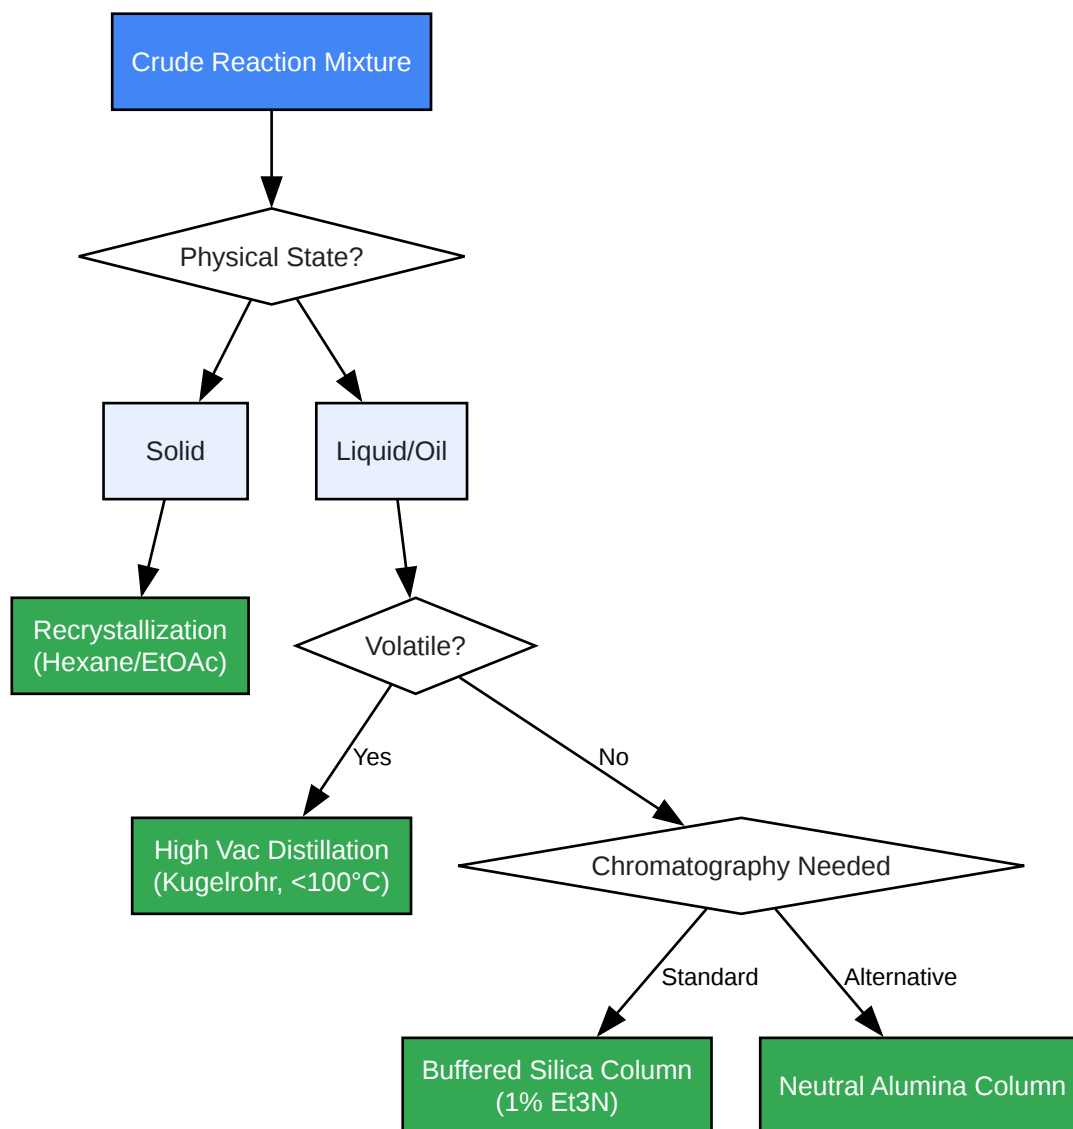 Crude Reaction Mixture
Physical State?
Solid
Liquid/Oil
Recrystallization
(Hexane/EtOAc)
Volatile?
Yes
No
High Vac Distillation
(Kugelrohr, <100°C)
Chromatography Needed
Standard
Alternative
Buffered Silica Column
(1% Et3N)
Neutral Alumina Column